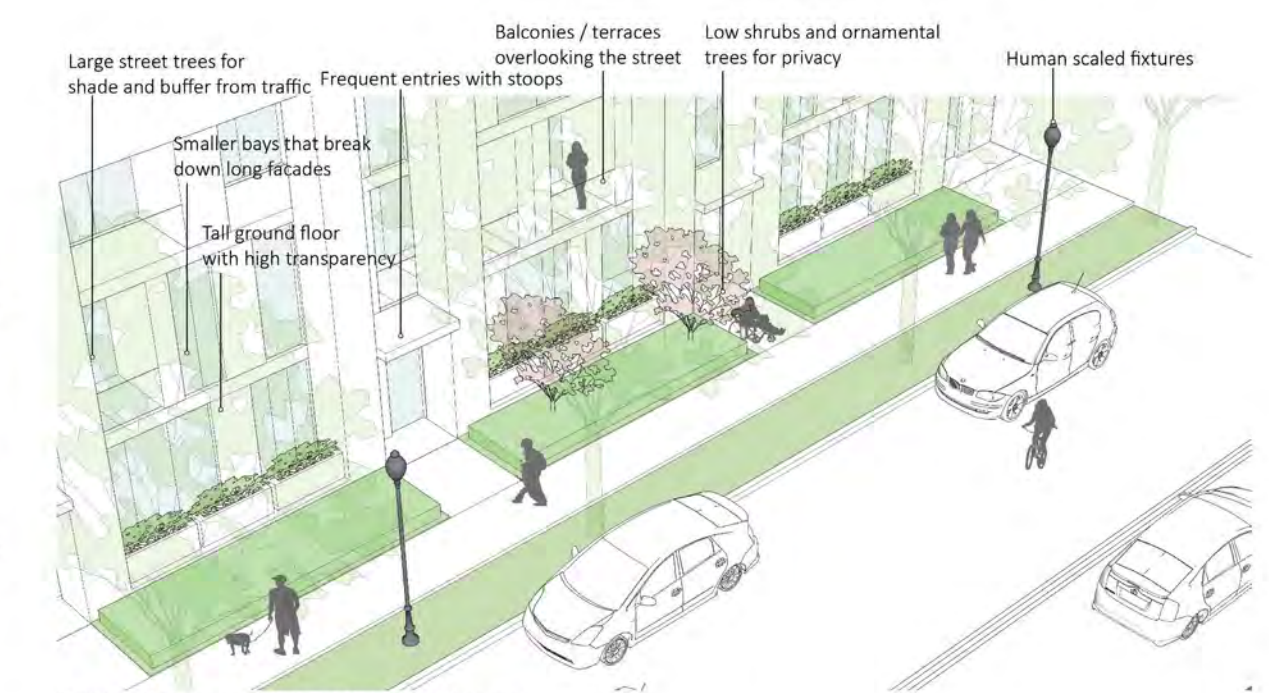 Large street trees for
shade and buffer from traffic
Smaller bays that break
down long facades
Tall ground floor
with high transparency
Frequent entries with stoops
Balconies / terraces
overlooking the street
Low shrubs and ornamental
trees for privacy
Human scaled fixtures